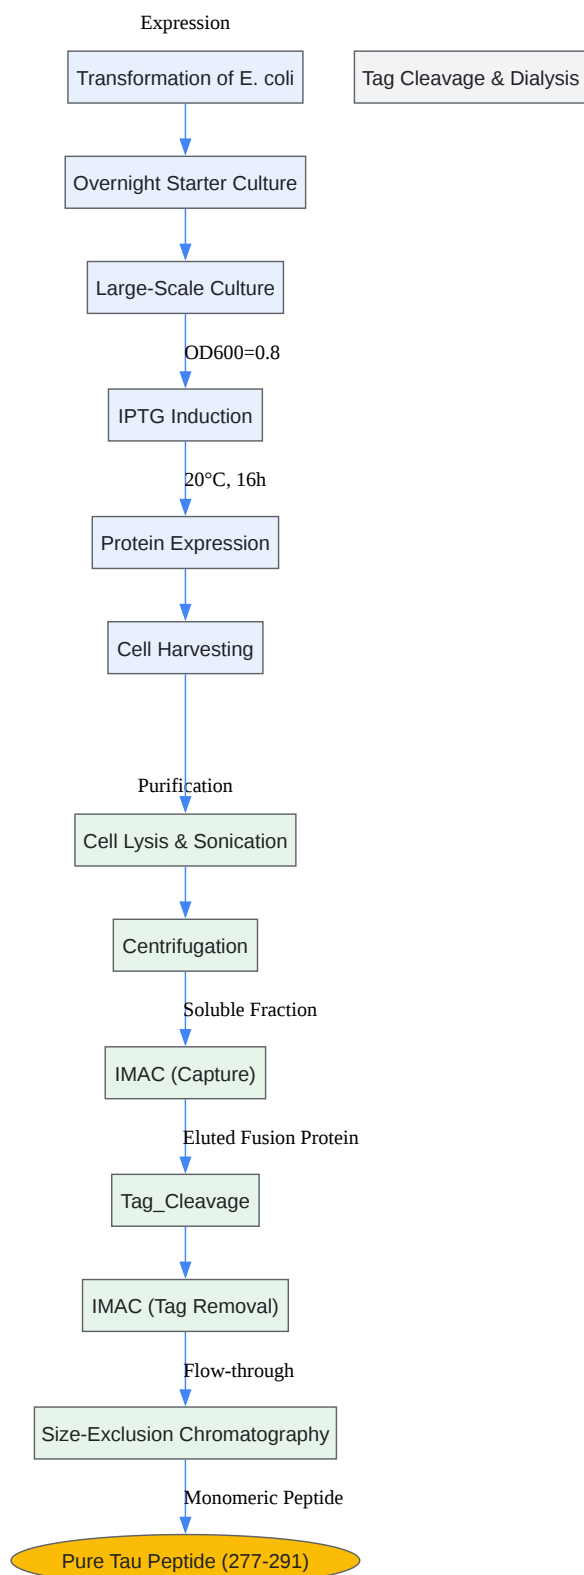 Expression
Transformation of E. coli
Tag Cleavage & Dialysis
Overnight Starter Culture
Large-Scale Culture
OD600=0.8
IPTG Induction
20°C, 16h
Protein Expression
Cell Harvesting
Purification
Cell Lysis & Sonication
Centrifugation
Soluble Fraction
IMAC (Capture)
Eluted Fusion Protein
Tag_Cleavage
IMAC (Tag Removal)
Flow-through
Size-Exclusion Chromatography
Monomeric Peptide
Pure Tau Peptide (277-291)